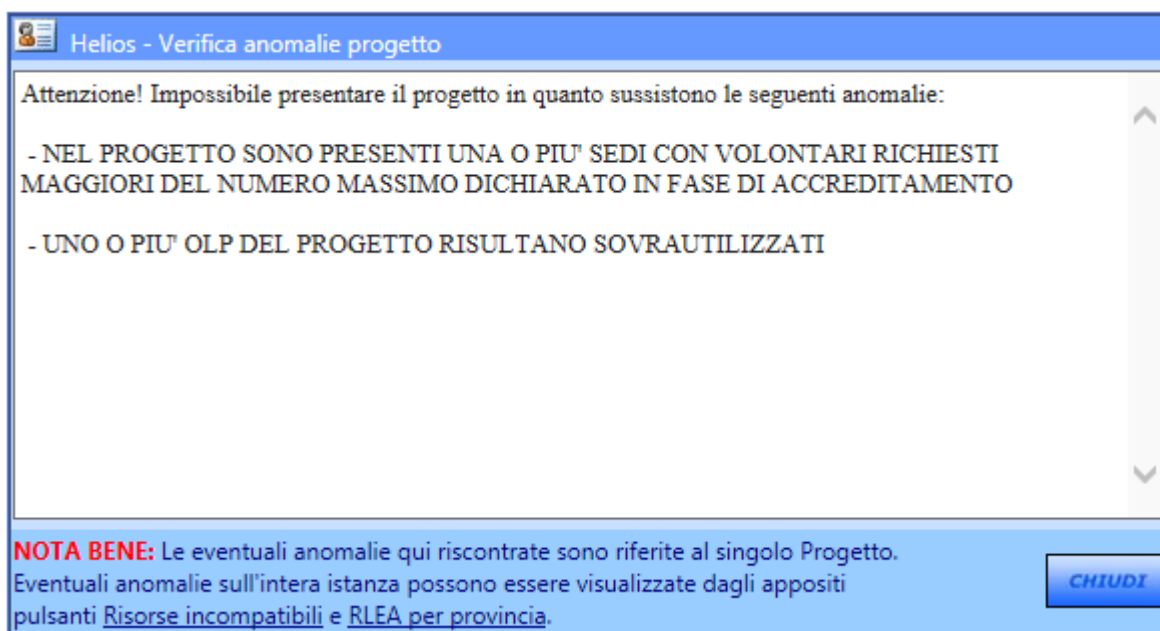 Helios - Verifica anomalie progetto
Attenzione! Impossibile presentare il progetto in quanto sussistono le seguenti anomalie:
- NEL PROGETTO SONO PRESENTI UNA O PIU' SEDI CON VOLONTARI RICHIESTI
MAGGIORI DEL NUMERO MASSIMO DICHIARATO IN FASE DI ACCREDITAMENTO
- UNO O PIU' OLP DEL PROGETTO RISULTANO SOVRAUTILIZZATI
NOTA BENE: Le eventuali anomalie qui riscontrate sono riferite al singolo Progetto.
Eventuali anomalie sull'intera istanza possono essere visualizzate dagli appositi
pulsanti Risorse incompatibili e RLEA per provincia.
CHIUDI